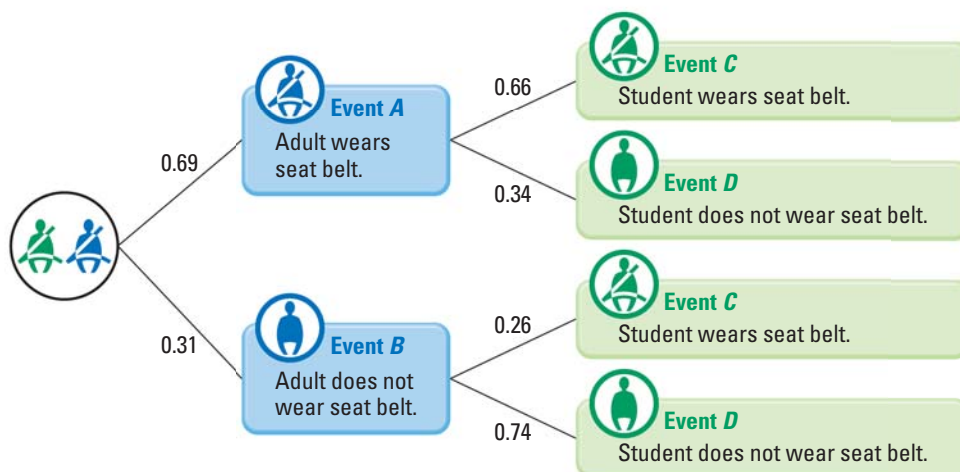 0.69
Event A
Adult wears
seat belt.
0.66
Event C
Student wears seat belt.
0.34
Event D
Student does not wear seat belt.
0.31
Event B
Adult does not
wear seat belt.
0.26
Event C
Student wears seat belt.
0.74
Event D
Student does not wear seat belt.